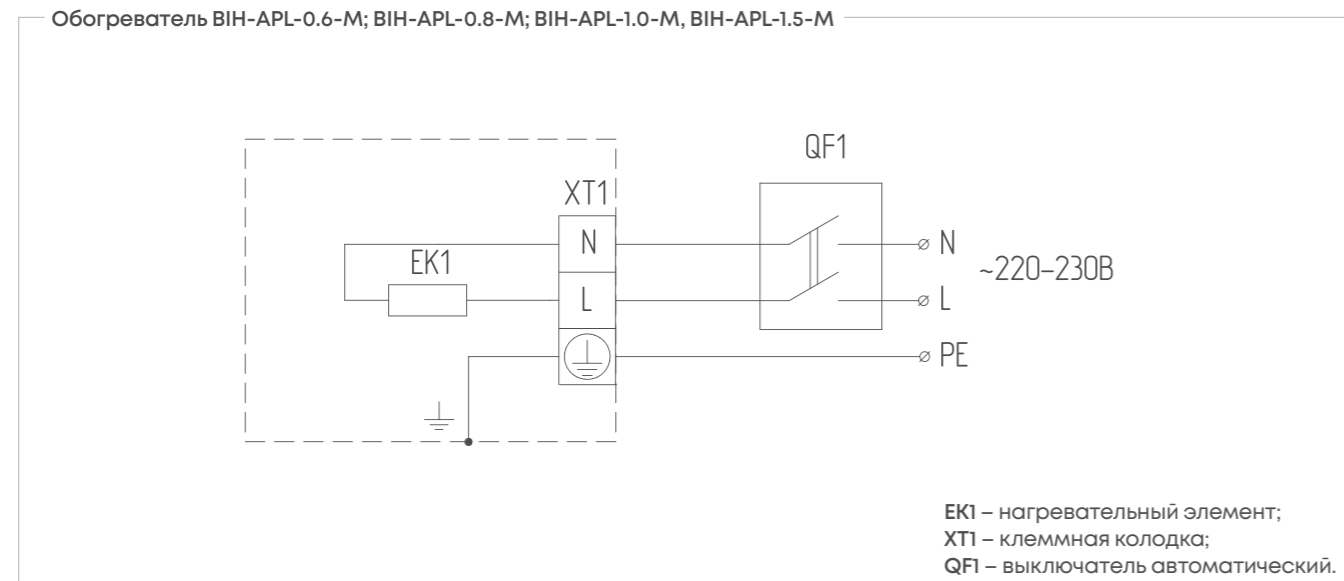 Обогреватель BIH-APL-0.6-M; BIH-APL-0.8-M; BIH-APL-1.0-M, BIH-APL-1.5-M
QF1
XT1
N
N
EK1
~220-230В
L
L
PE
EK1 – нагревательный элемент;
XT1 – клеммная колодка;
QF1 – выключатель автоматический.